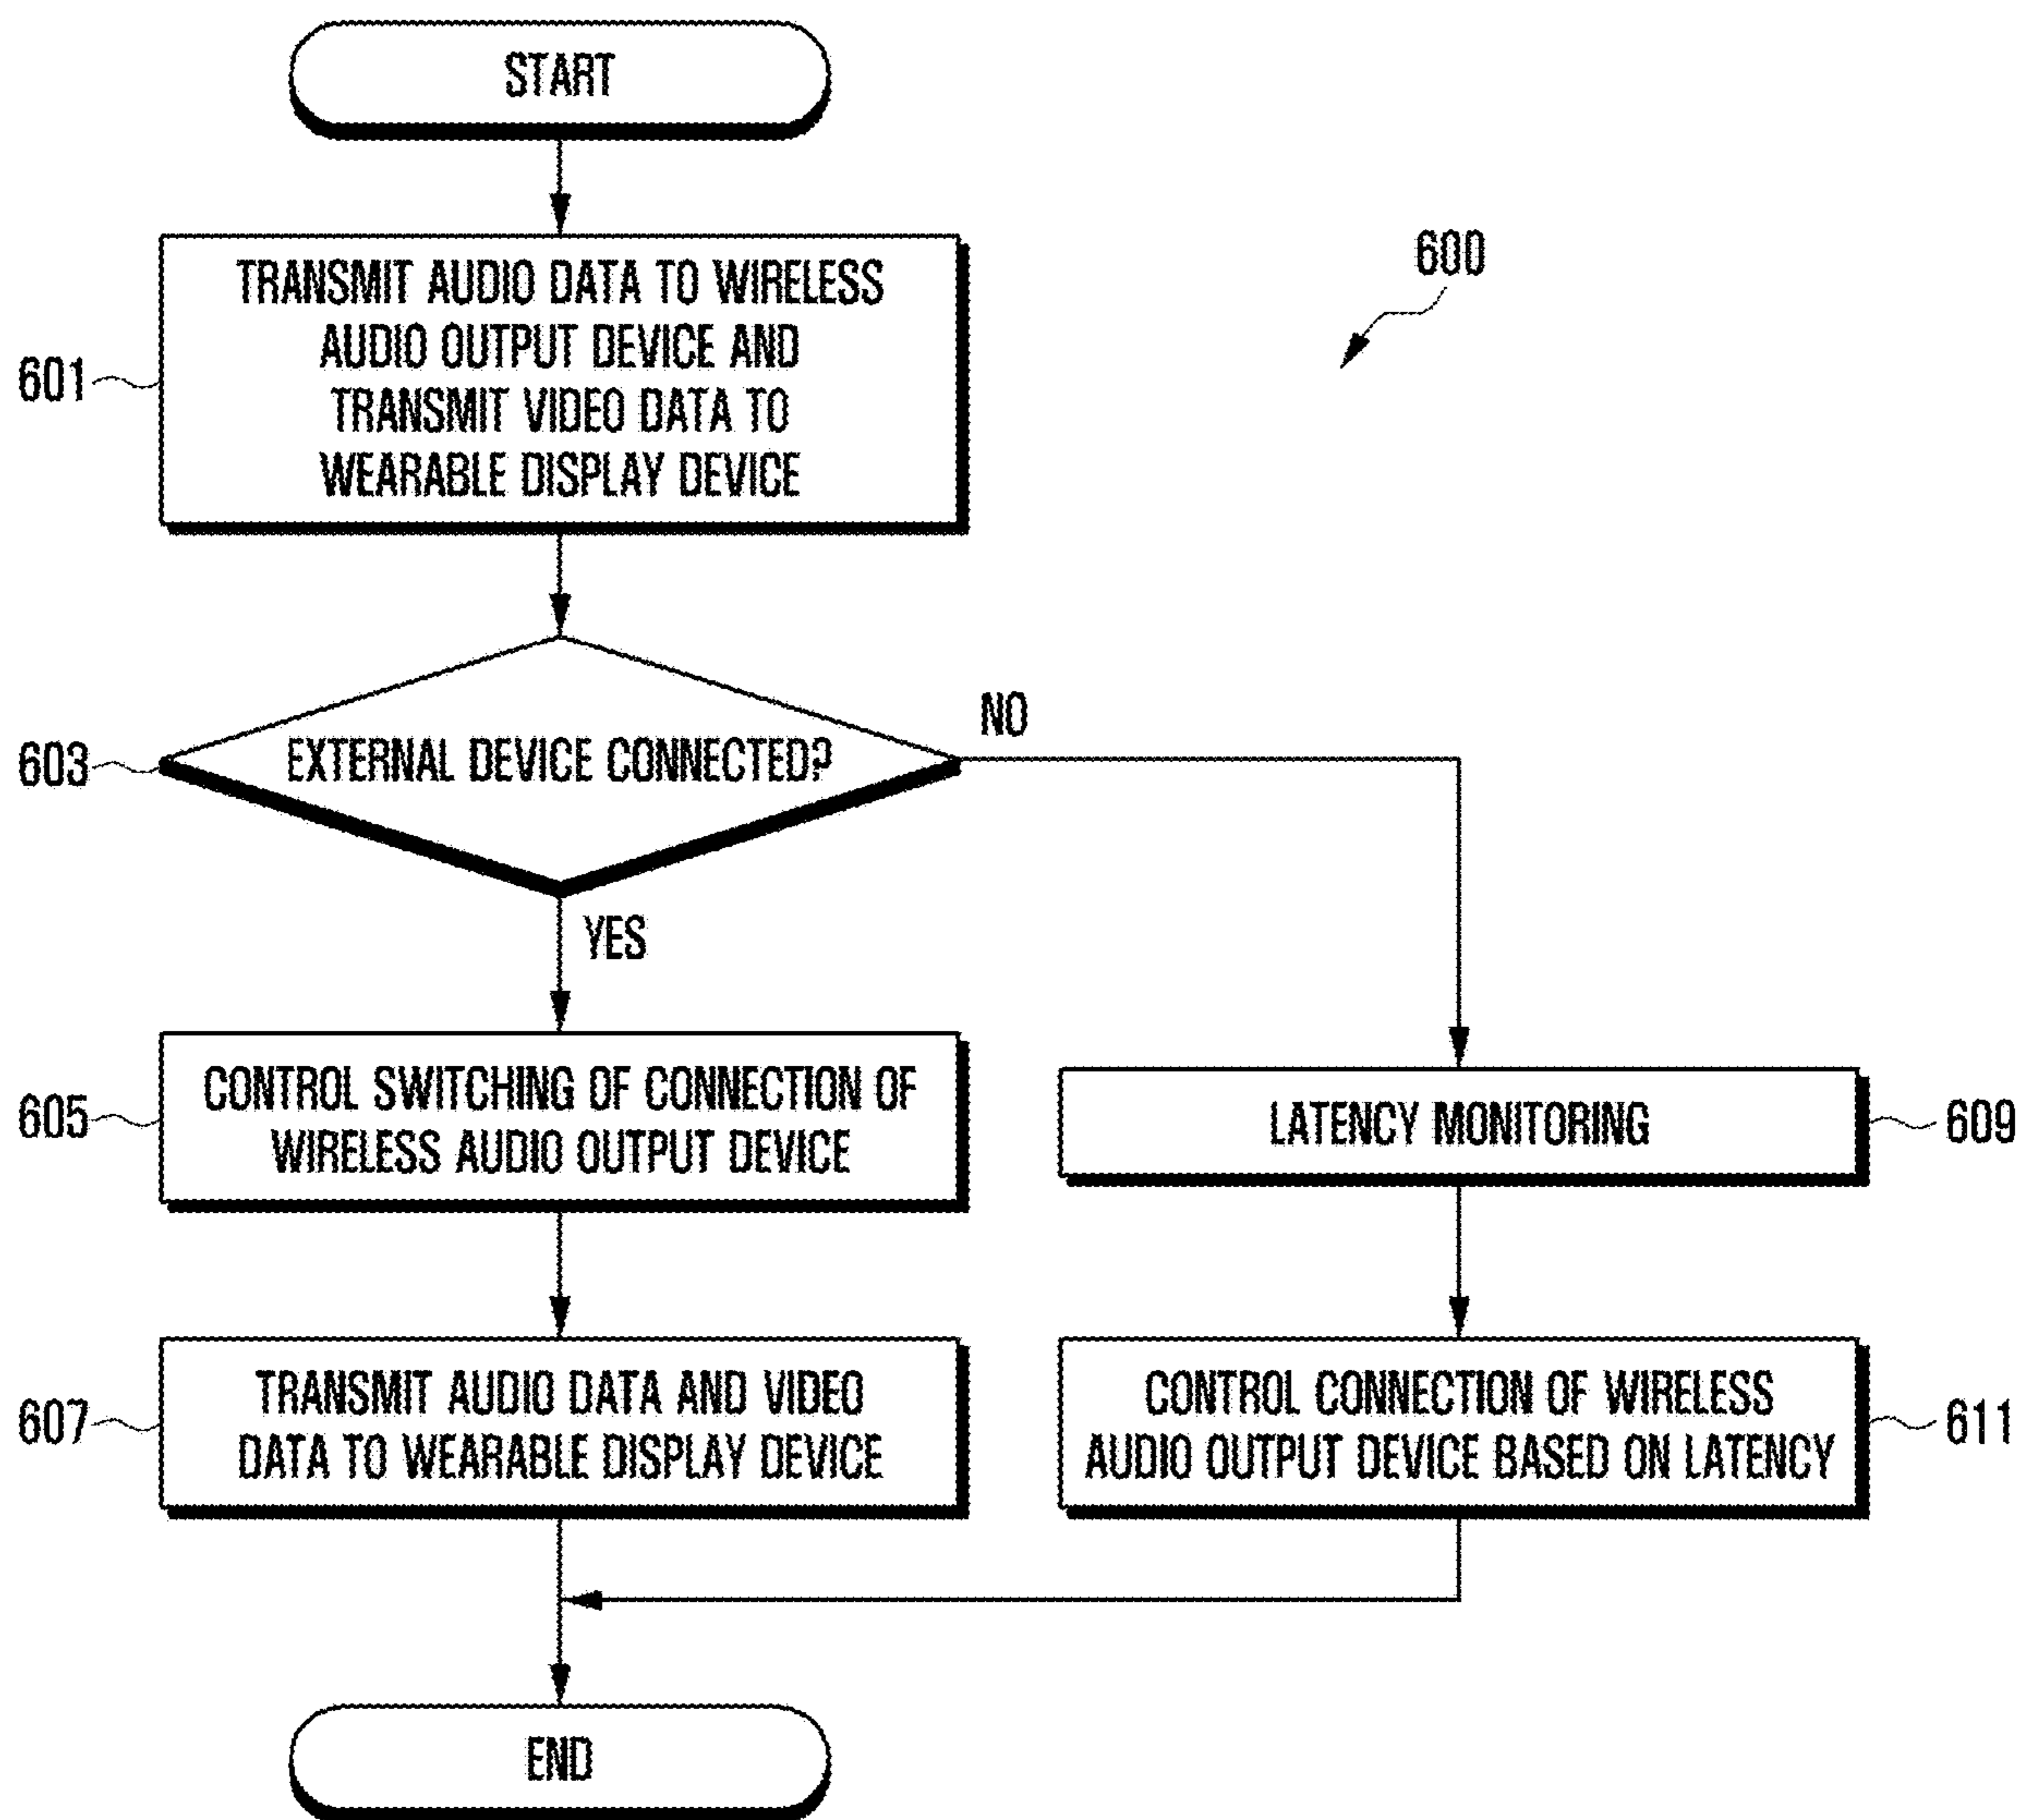 START
600
601
TRANSMIT AUDIO DATA TO WIRELESS
AUDIO OUTPUT DEVICE AND
TRANSMIT VIDEO DATA TO
WEARABLE DISPLAY DEVICE
603
EXTERNAL DEVICE CONNECTED?
NO
YES
605
CONTROL SWITCHING OF CONNECTION OF
WIRELESS AUDIO OUTPUT DEVICE
LATENCY MONITORING
609
607
TRANSMIT AUDIO DATA AND VIDEO
DATA TO WEARABLE DISPLAY DEVICE
CONTROL CONNECTION OF WIRELESS
AUDIO OUTPUT DEVICE BASED ON LATENCY
611
END